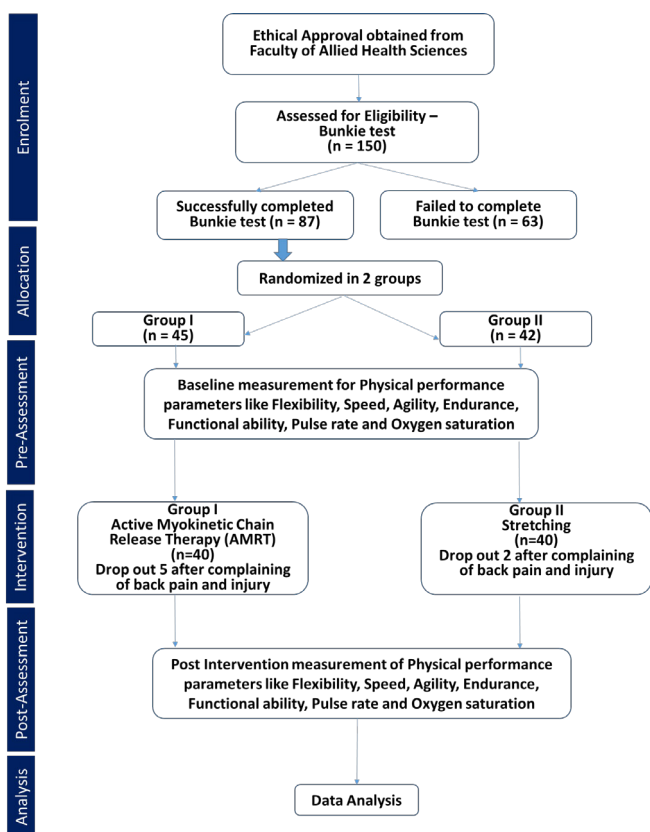 Enrolment
Ethical Approval obtained from
Faculty of Allied Health Sciences
Assessed for Eligibility –
Bunkie test
(n = 150)
Successfully completed
Bunkie test (n = 87)
Failed to complete
Bunkie test (n = 63)
Allocation
Randomized in 2 groups
Group I
(n = 45)
Group II
(n = 42)
Pre-Assessment
Baseline measurement for Physical performance
parameters like Flexibility, Speed, Agility, Endurance,
Functional ability, Pulse rate and Oxygen saturation
Intervention
Group I
Active Myokinetic Chain
Release Therapy (AMRT)
(n=40)
Drop out 5 after complaining
of back pain and injury
Group II
Stretching
(n=40)
Drop out 2 after complaining
of back pain and injury
Post-Assessment
Post Intervention measurement of Physical performance
parameters like Flexibility, Speed, Agility, Endurance,
Functional ability, Pulse rate and Oxygen saturation
Analysis
Data Analysis